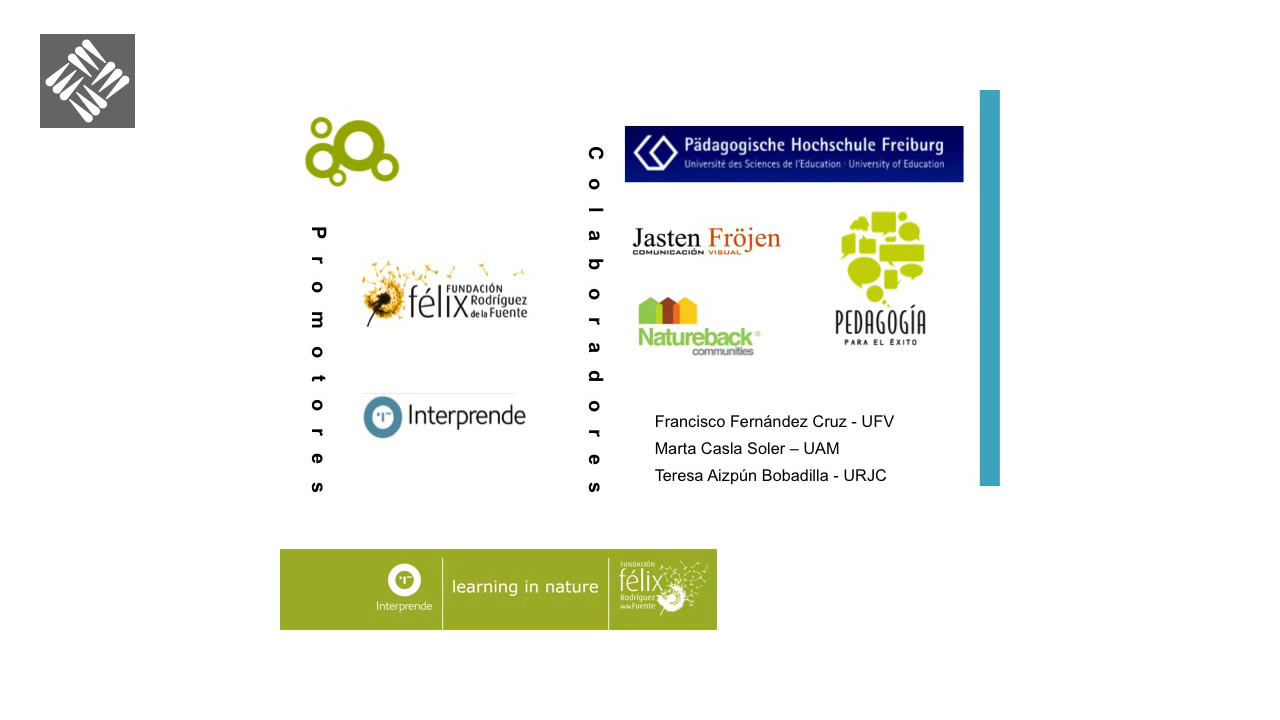 Promotores
FUNDACIÓN
félix Rodríguez
de la Fuente
Interprende
Colaboradores
Pädagogische Hochschule Freiburg
Université des Sciences de l'Education · University of Education
Jasten Fröjen
COMUNICACIÓN VISUAL
Natureback
communities
PEDAGOGÍA
PARA EL ÉXITO
Francisco Fernández Cruz - UFV
Marta Casla Soler – UAM
Teresa Aizpún Bobadilla - URJC
Interprende
learning in nature
FUNDACIÓN
félix
Rodríguez
de la Fuente